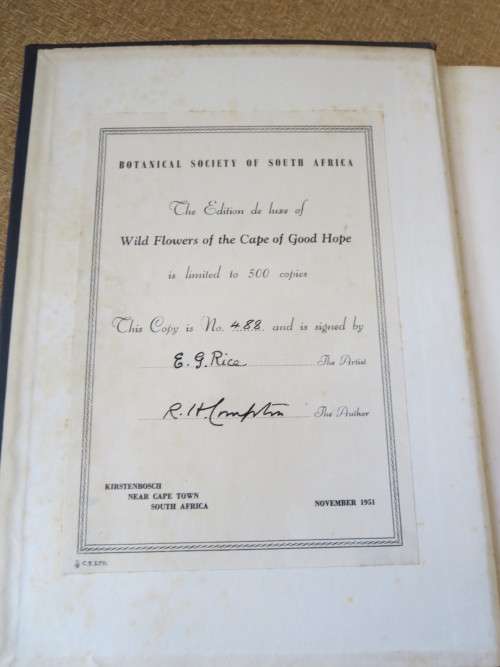 BOTANICAL SOCIETY OF SOUTH AFRICA
The Edition de luxe of
Wild Flowers of the Cape of Good Hope
is limited to 500 copies
This Copy is No. 488 and is signed by
E. G. Rice The Artist
R. H. Compton The Author
KIRSTENBOSCH
NEAR CAPE TOWN
SOUTH AFRICA
NOVEMBER 1951
C.T. LTD.